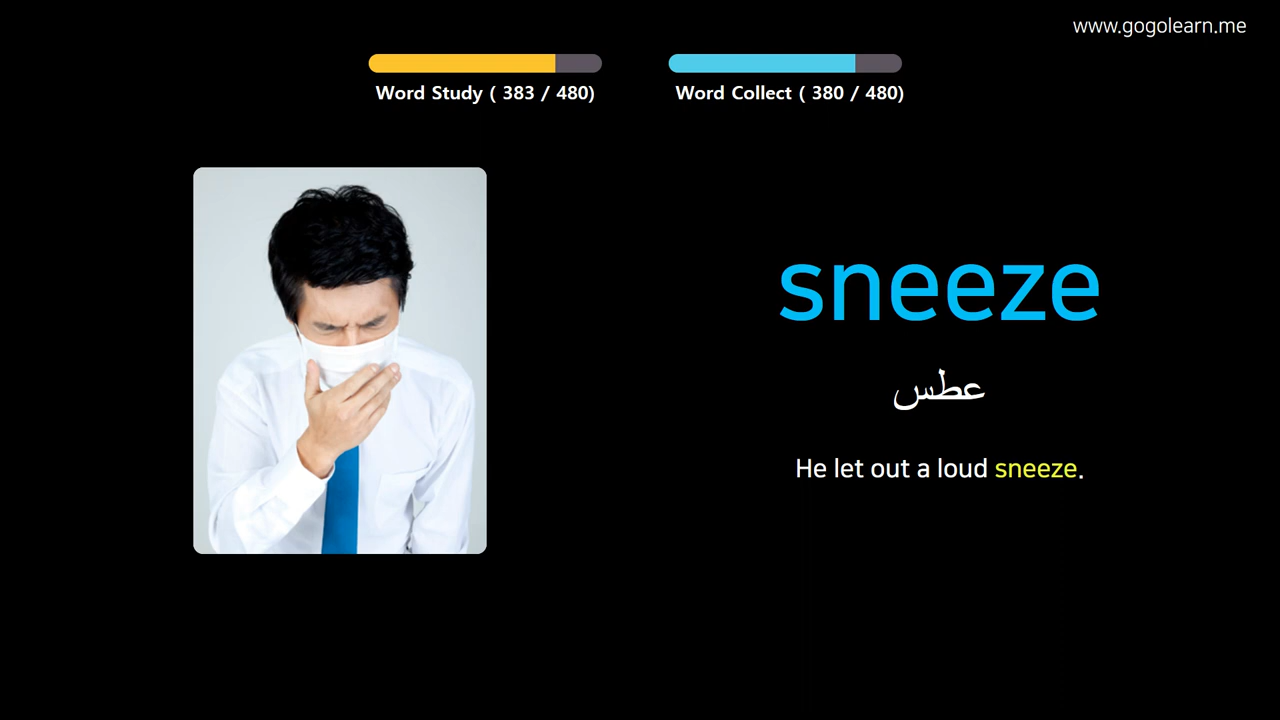 www.gogolearn.me
Word Study ( 383 / 480)
Word Collect ( 380 / 480)
sneeze
عطس
He let out a loud sneeze.